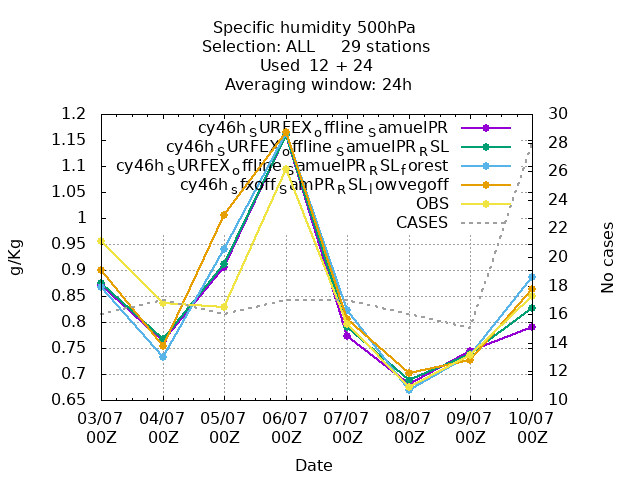 Specific humidity 500hPa
Selection: ALL 29 stations
Used 12 + 24
Averaging window: 24h
g/Kg
No cases
1.2
1.15
1.1
1.05
1
0.95
0.9
0.85
0.8
0.75
0.7
0.65
30
28
26
24
22
20
18
16
14
12
10
cy46h_SURFEX_offline_SamuelPR
cy46h_SURFEX_offline_SamuelPR_RSL
cy46h_SURFEX_offline_SamuelPR_RSL_forest
cy46h_sfxoff_SamPR_RSL_lowvegoff
OBS
CASES
03/07 04/07 05/07 06/07 07/07 08/07 09/07 10/07
00Z 00Z 00Z 00Z 00Z 00Z 00Z 00Z
Date